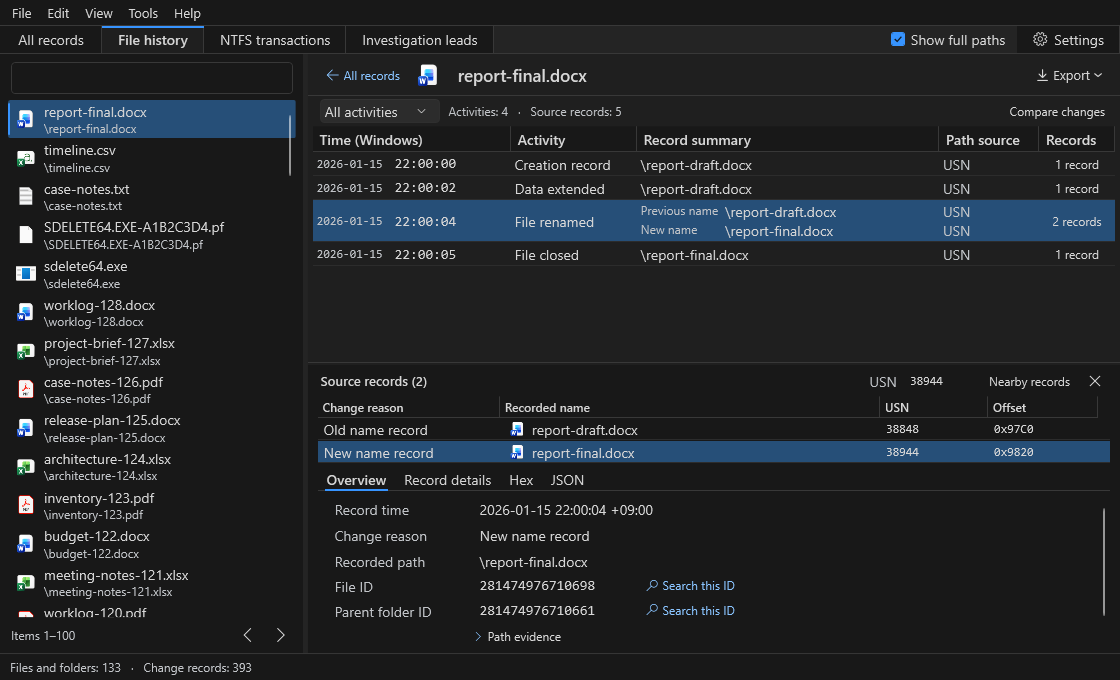 File Edit View Tools Help
All records File history NTFS transactions Investigation leads Show full paths Settings
All records report-final.docx Export
All activities Activities: 4 · Source records: 5 Compare changes
Time (Windows) Activity Record summary Path source Records
2026-01-15 22:00:00 Creation record \report-draft.docx USN 1 record
2026-01-15 22:00:02 Data extended \report-draft.docx USN 1 record
2026-01-15 22:00:04 File renamed Previous name \report-draft.docx USN 2 records
New name \report-final.docx USN
2026-01-15 22:00:05 File closed \report-final.docx USN 1 record
report-final.docx
\report-final.docx
timeline.csv
\timeline.csv
case-notes.txt
\case-notes.txt
SDELETE64.EXE-A1B2C3D4.pf
\SDELETE64.EXE-A1B2C3D4.pf
sdelete64.exe
\sdelete64.exe
worklog-128.docx
\worklog-128.docx
project-brief-127.xlsx
\project-brief-127.xlsx
case-notes-126.pdf
\case-notes-126.pdf
release-plan-125.docx
\release-plan-125.docx
architecture-124.xlsx
\architecture-124.xlsx
inventory-123.pdf
\inventory-123.pdf
budget-122.docx
\budget-122.docx
meeting-notes-121.xlsx
\meeting-notes-121.xlsx
worklog-120.pdf
Items 1–100
Source records (2) USN 38944 Nearby records
Change reason Recorded name USN Offset
Old name record report-draft.docx 38848 0x97C0
New name record report-final.docx 38944 0x9820
Overview Record details Hex JSON
Record time 2026-01-15 22:00:04 +09:00
Change reason New name record
Recorded path \report-final.docx
File ID 281474976710698 Search this ID
Parent folder ID 281474976710661 Search this ID
Path evidence
Files and folders: 133 · Change records: 393